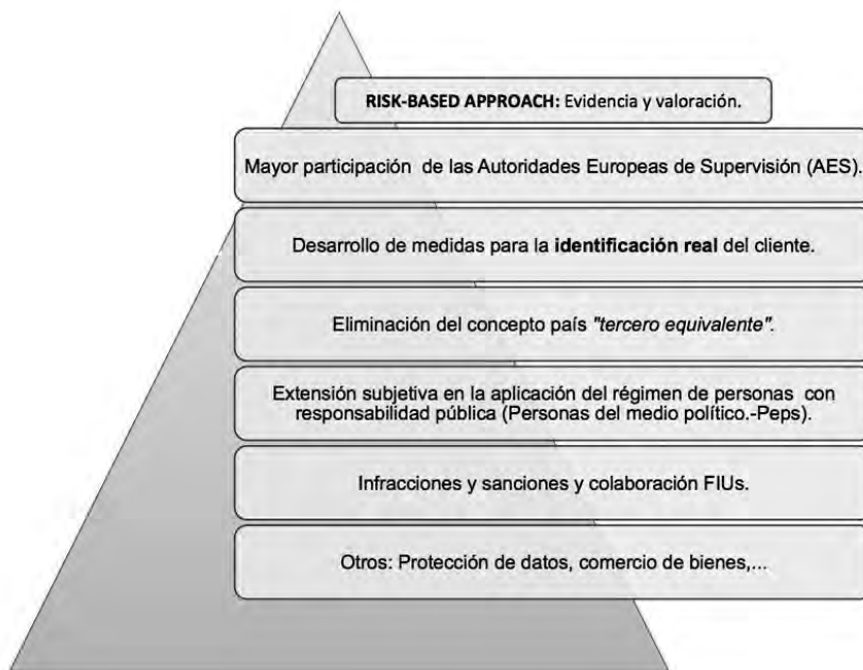 RISK-BASED APPROACH: Evidencia y valoración.
Mayor participación de las Autoridades Europeas de Supervisión (AES).
Desarrollo de medidas para la identificación real del cliente.
Eliminación del concepto país "tercero equivalente".
Extensión subjetiva en la aplicación del régimen de personas con
responsabilidad pública (Personas del medio político.-Peps).
Infracciones y sanciones y colaboración FIUs.
Otros: Protección de datos, comercio de bienes,...